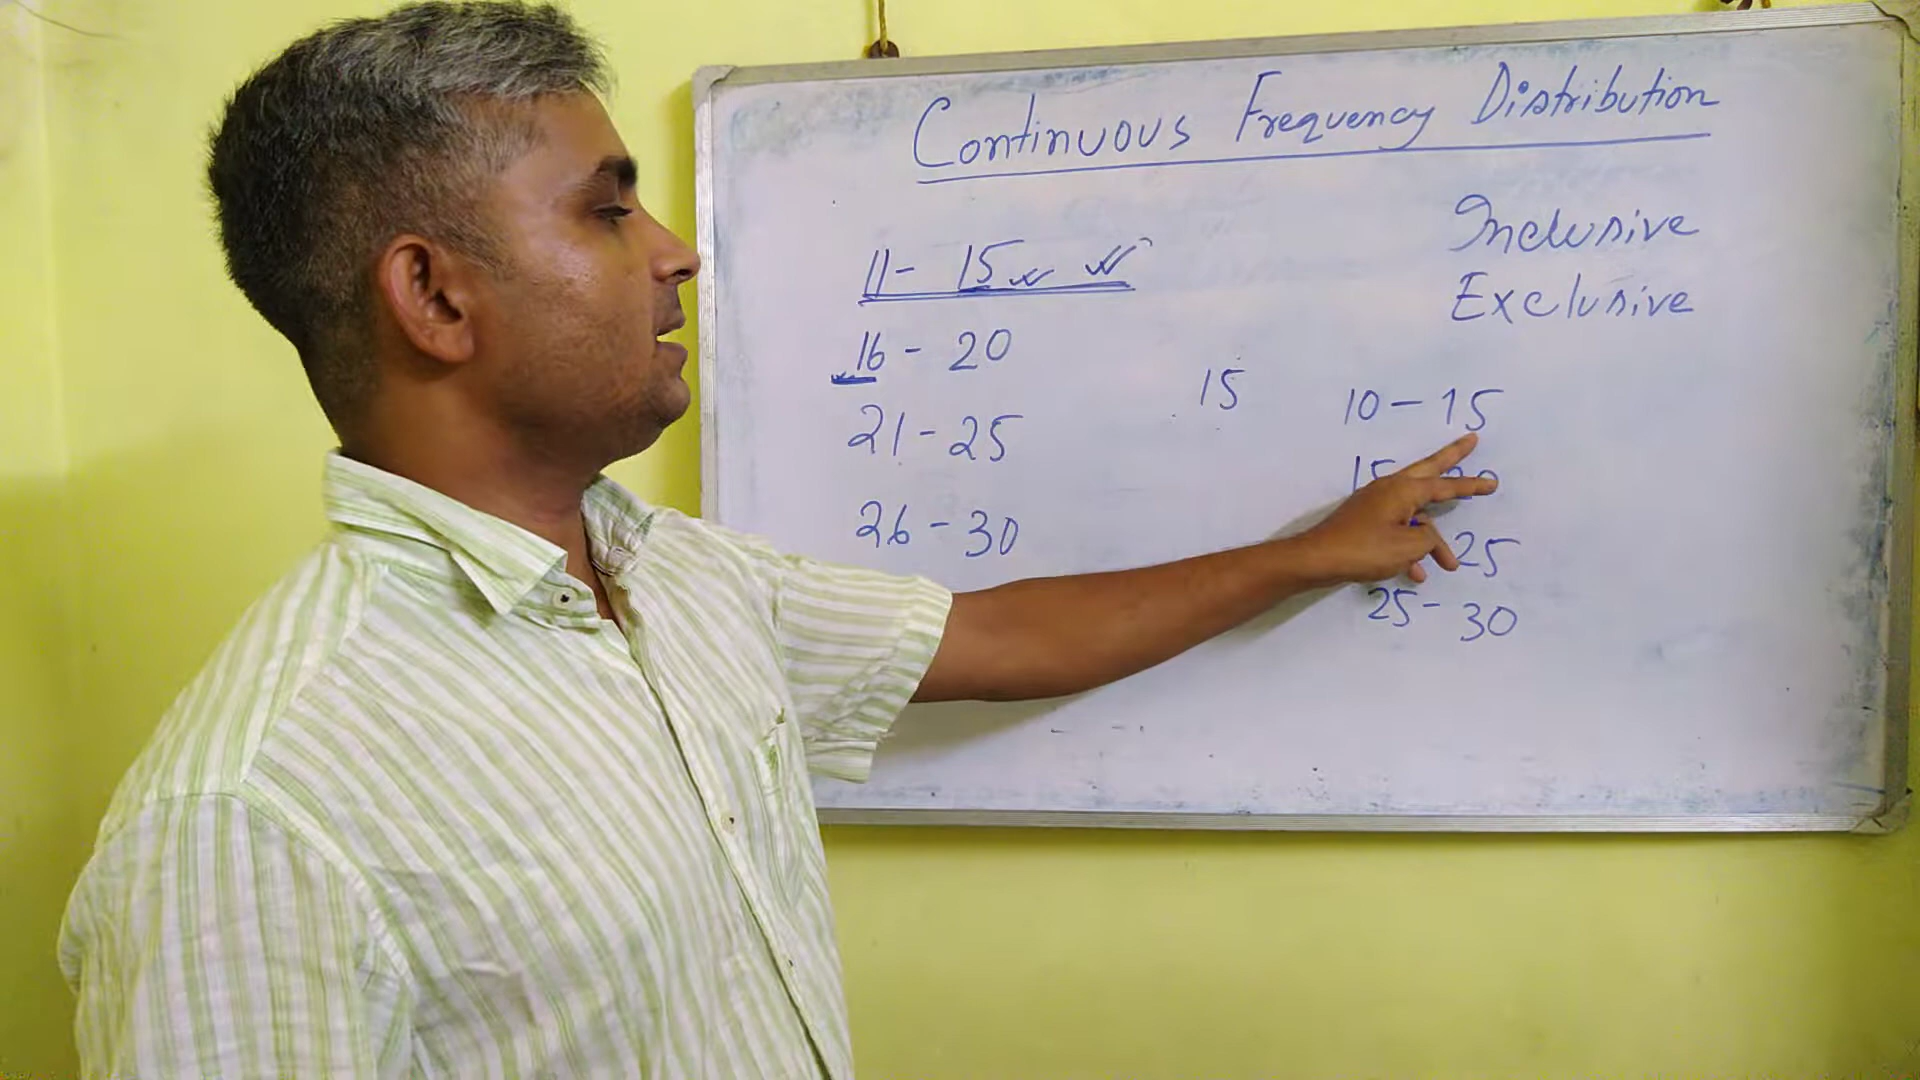 Continuous Frequency Distribution
Inclusive
Exclusive
11 - 15
16 - 20
21 - 25
26 - 30
15
10 - 15
15 20
25
25 - 30